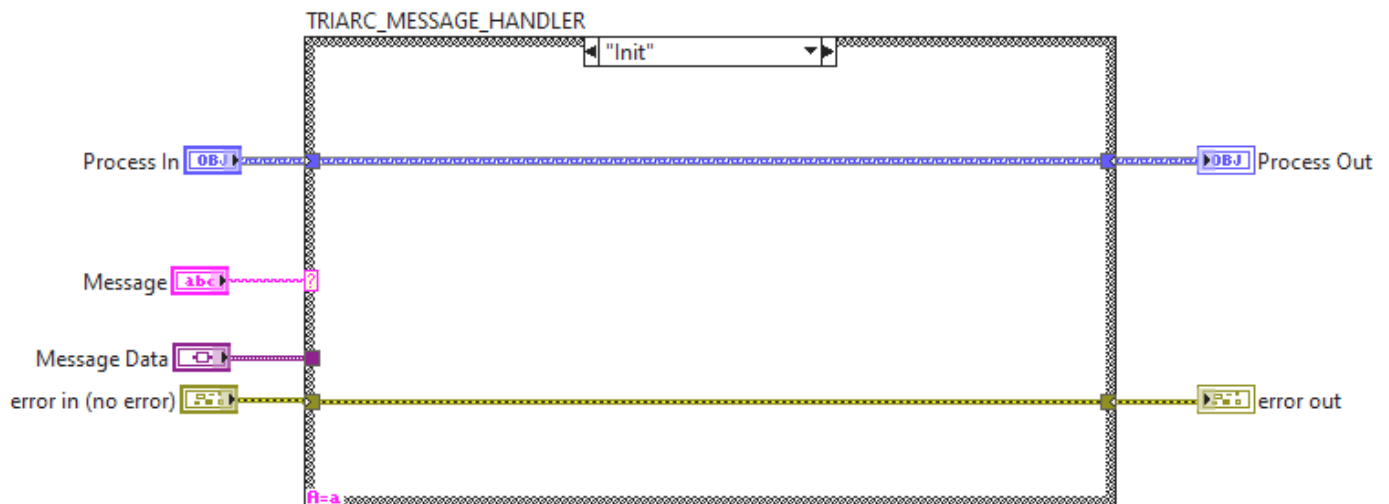 TRIARC_MESSAGE_HANDLER
"Init"
Process In OBJ
OBJ Process Out
Message abc
?
Message Data
error in (no error)
error out
A=a